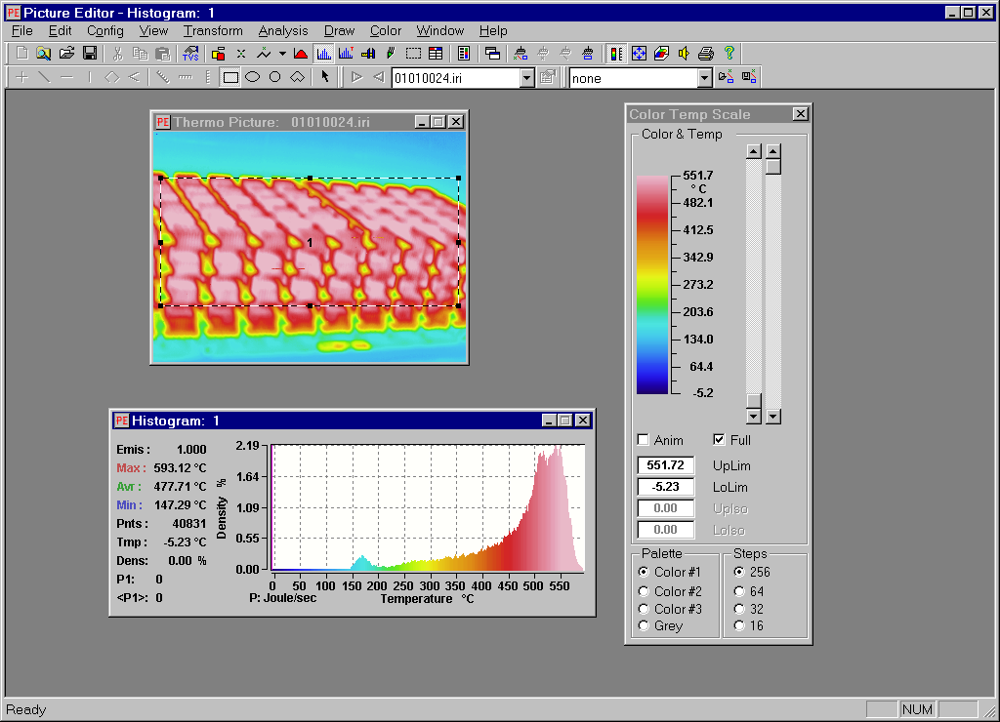 PE Picture Editor - Histogram: 1
File Edit Config View Transform Analysis Draw Color Window Help
TVS
01010024.iri none
PE Thermo Picture: 01010024.iri
1
Color Temp Scale
Color & Temp
551.7
° C
482.1
412.5
342.9
273.2
203.6
134.0
64.4
-5.2
Anim Full
551.72 UpLim
-5.23 LoLim
0.00 UpIso
0.00 LoIso
Palette
Color #1
Color #2
Color #3
Grey
Steps
256
64
32
16
PE Histogram: 1
Emis : 1.000
Max : 593.12 °C
Avr : 477.71 °C
Min : 147.29 °C
Pnts : 40831
Tmp : -5.23 °C
Dens: 0.00 %
P1: 0
<P1>: 0
Density %
2.19
1.64
1.09
0.55
0.00
0 50 100 150 200 250 300 350 400 450 500 550
P: Joule/sec Temperature °C
Ready NUM